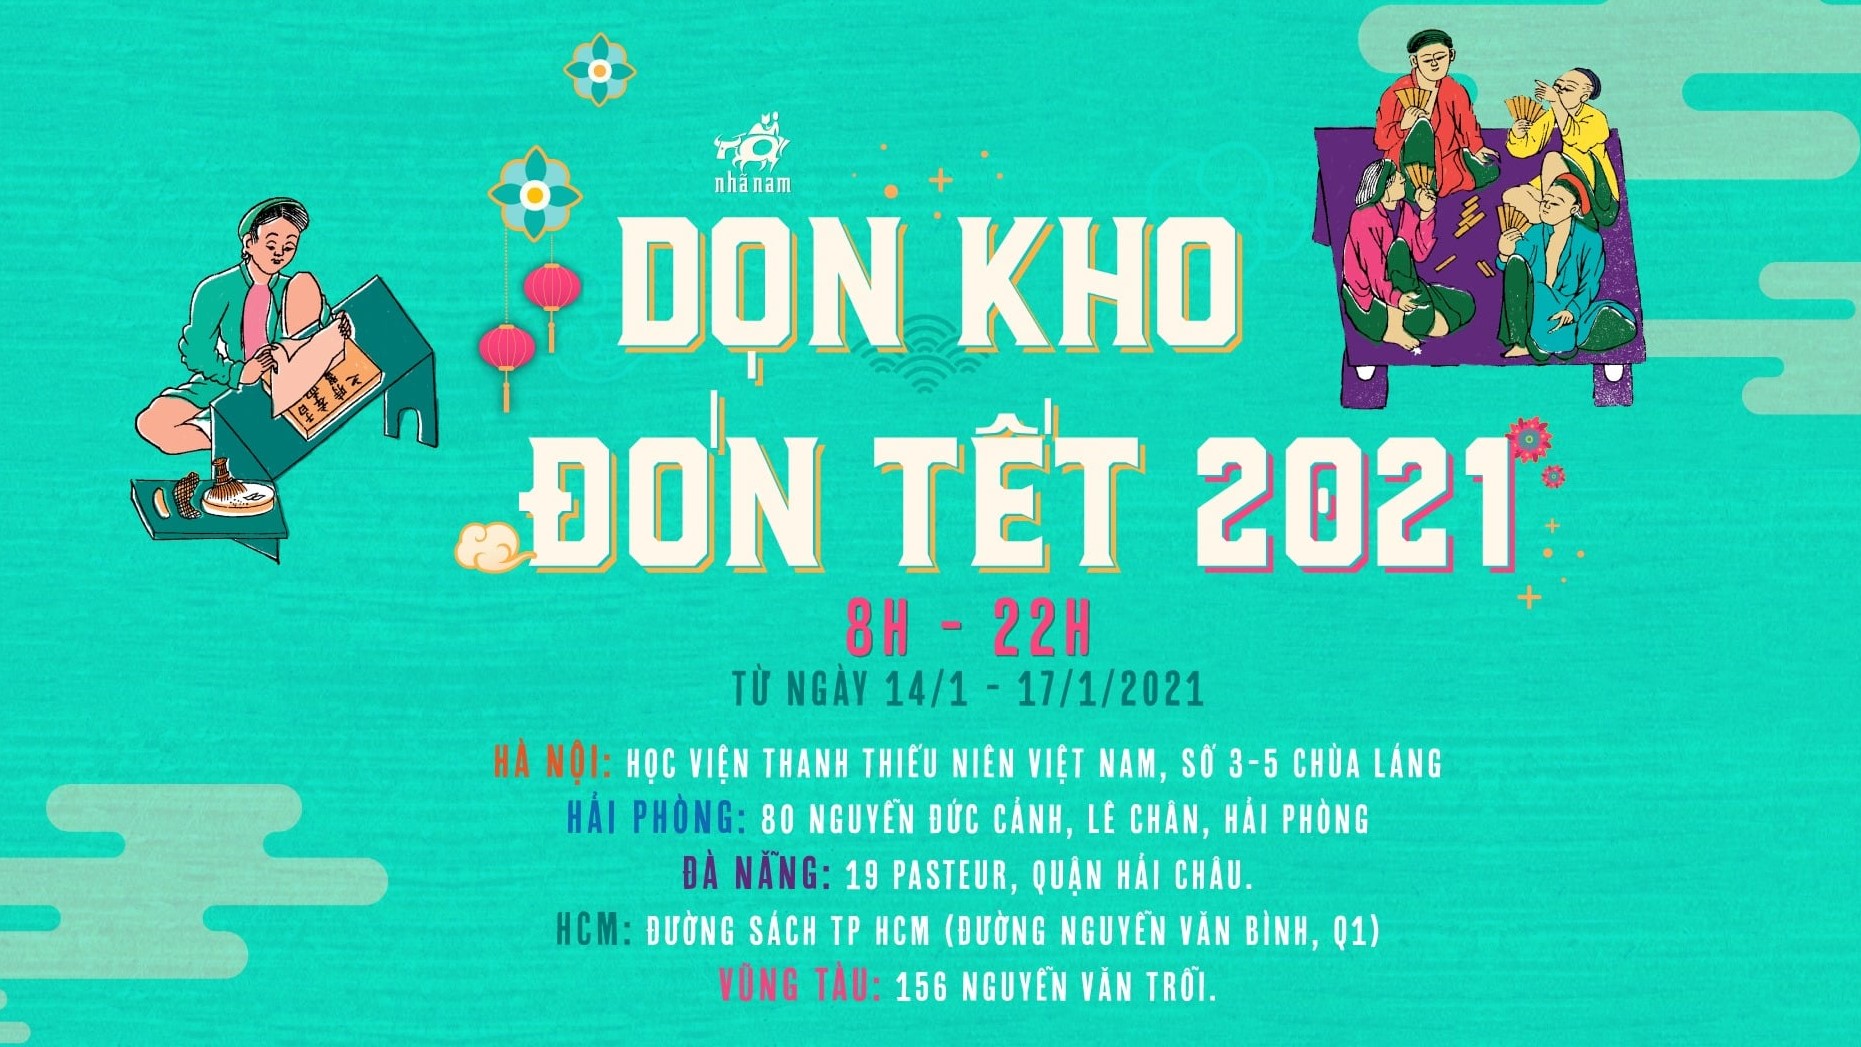 nhã nam
DỌN KHO
ĐÓN TẾT 2021
8H - 22H
TỪ NGÀY 14/1 - 17/1/2021
HÀ NỘI: HỌC VIỆN THANH THIẾU NIÊN VIỆT NAM, SỐ 3-5 CHÙA LÁNG
HẢI PHÒNG: 80 NGUYỄN ĐỨC CẢNH, LÊ CHÂN, HẢI PHÒNG
ĐÀ NẴNG: 19 PASTEUR, QUẬN HẢI CHÂU.
HCM: ĐƯỜNG SÁCH TP HCM (ĐƯỜNG NGUYỄN VĂN BÌNH, Q1)
VŨNG TÀU: 156 NGUYỄN VĂN TRỖI.